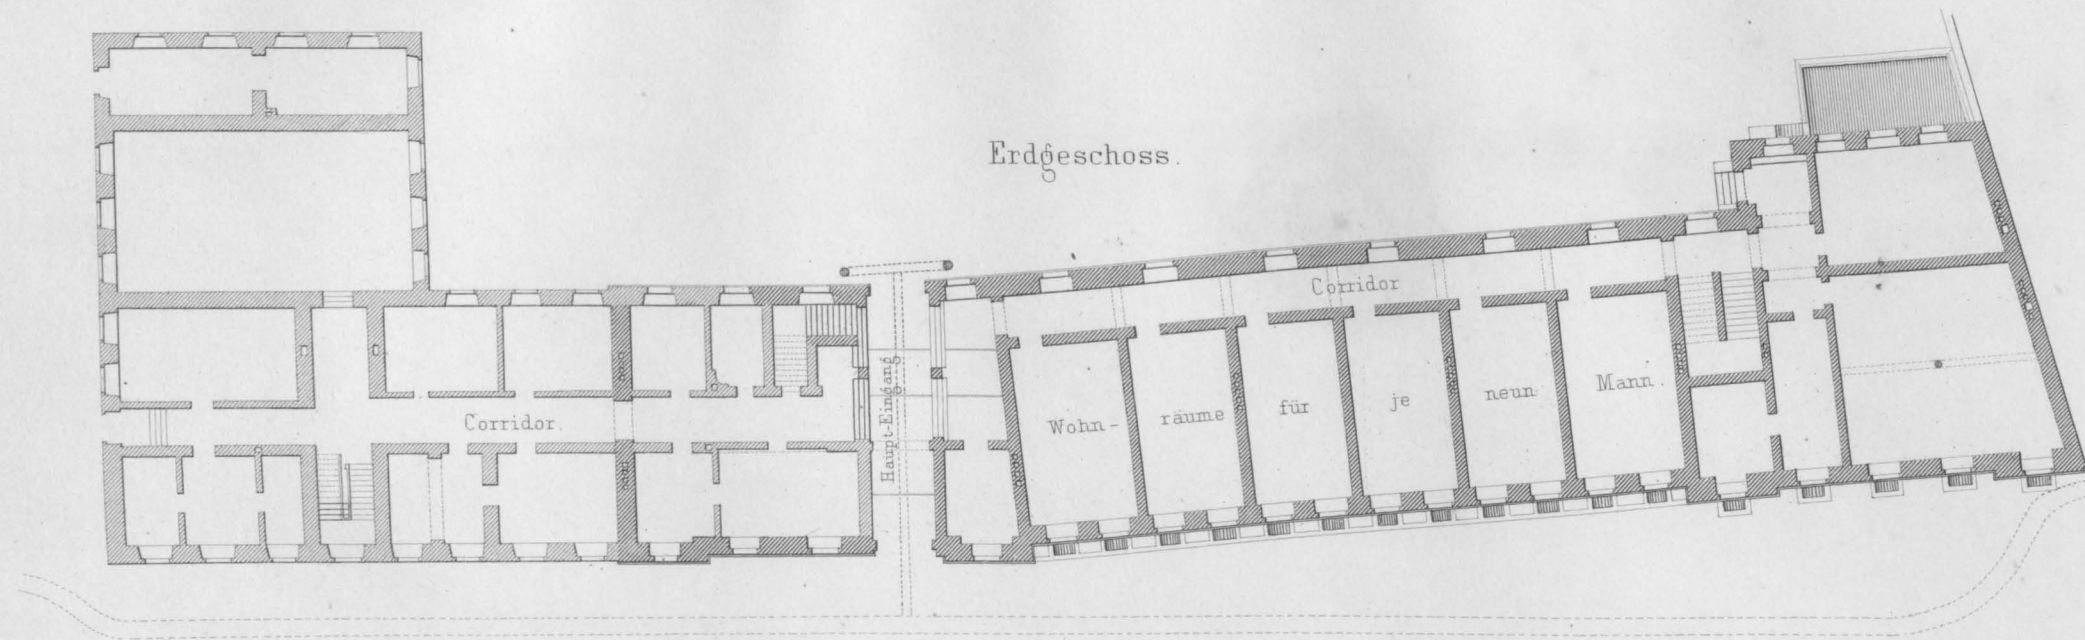 Erdgeschoss.
Corridor
Corridor.
Haupt-Eingang
Wohn- räume für je neun Mann.